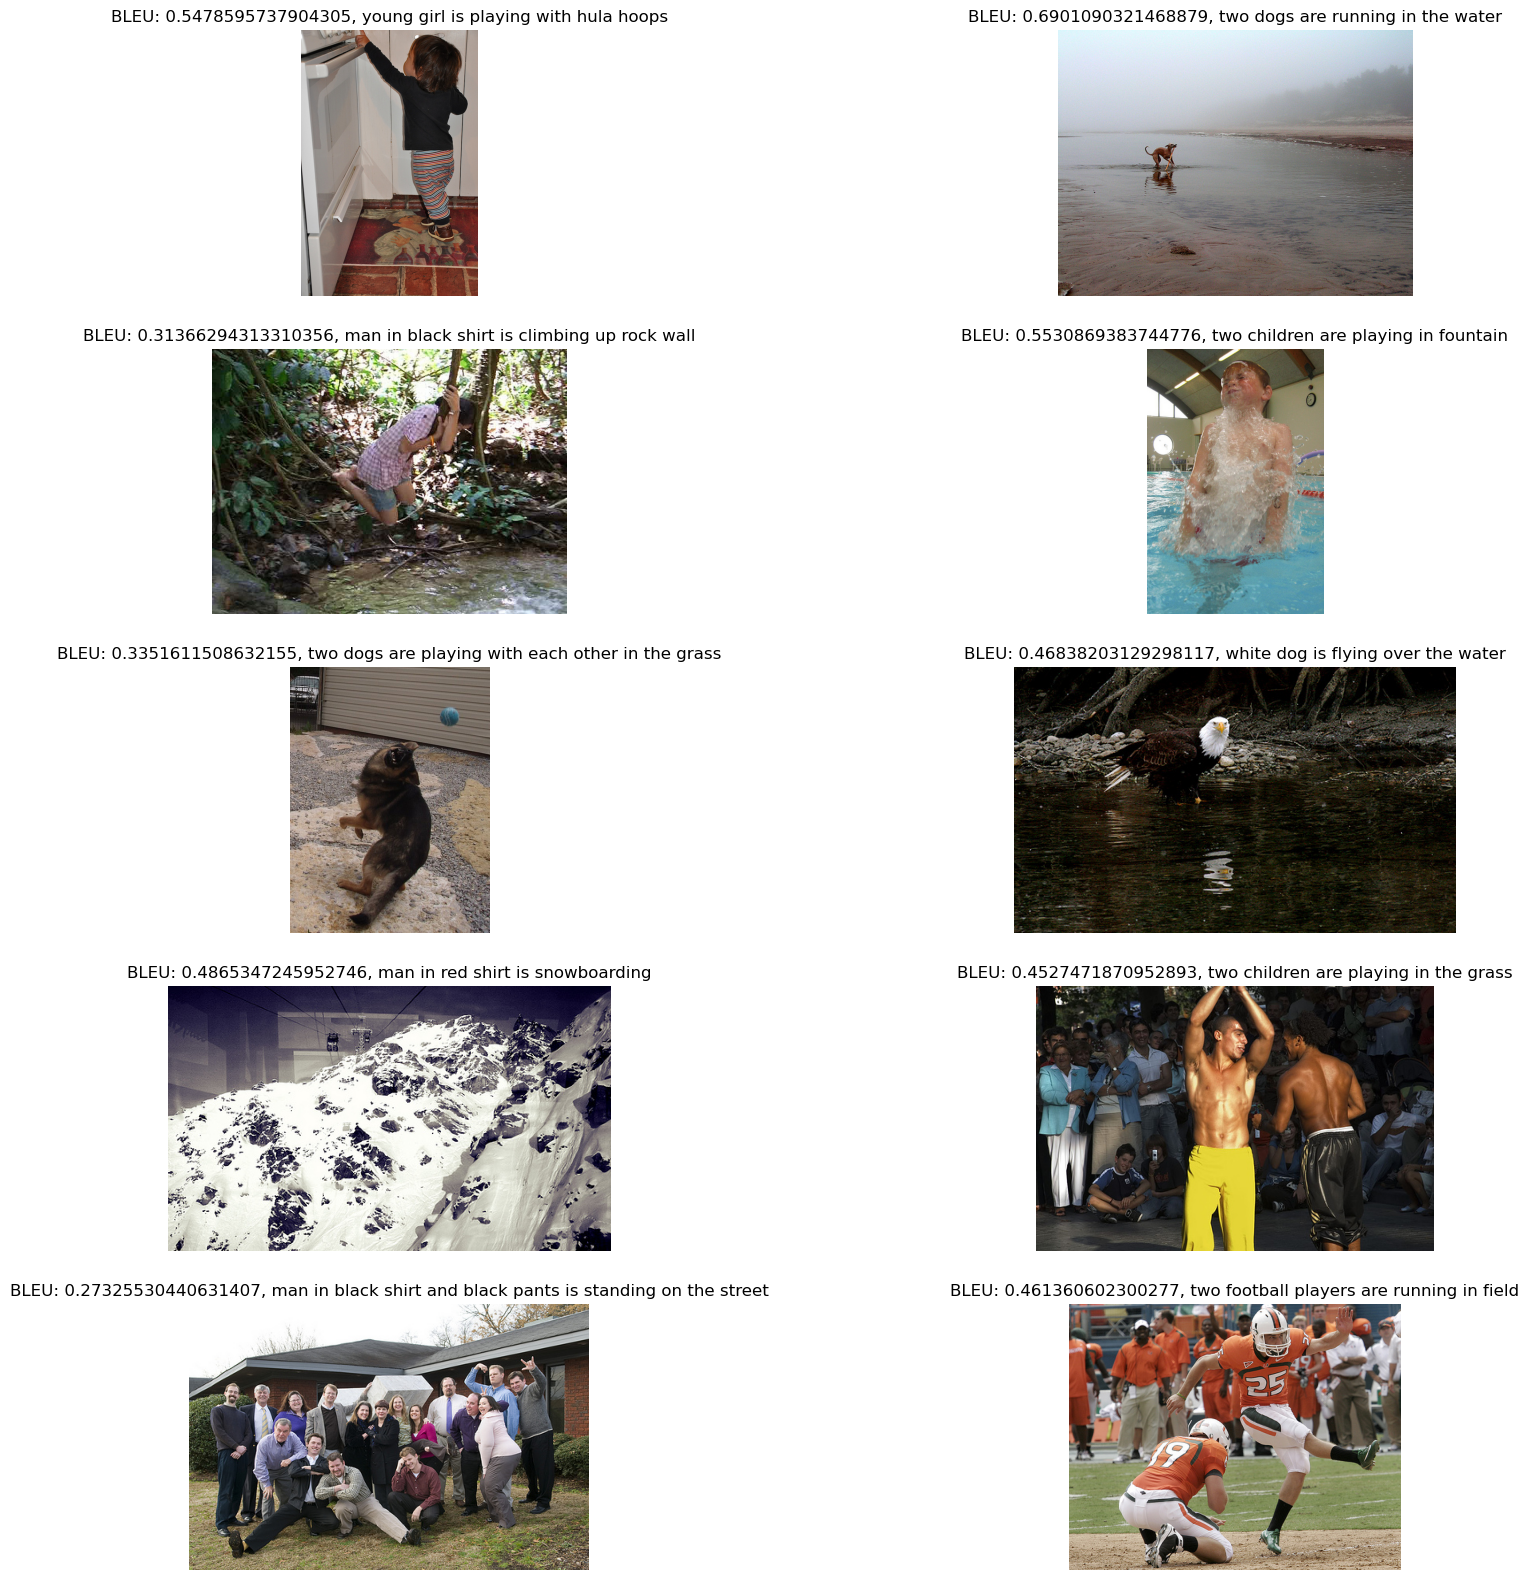 BLEU: 0.5478595737904305, young girl is playing with hula hoops
BLEU: 0.6901090321468879, two dogs are running in the water
BLEU: 0.31366294313310356, man in black shirt is climbing up rock wall
BLEU: 0.5530869383744776, two children are playing in fountain
BLEU: 0.3351611508632155, two dogs are playing with each other in the grass
BLEU: 0.46838203129298117, white dog is flying over the water
BLEU: 0.4865347245952746, man in red shirt is snowboarding
BLEU: 0.4527471870952893, two children are playing in the grass
BLEU: 0.27325530440631407, man in black shirt and black pants is standing on the street
BLEU: 0.461360602300277, two football players are running in field
25
19